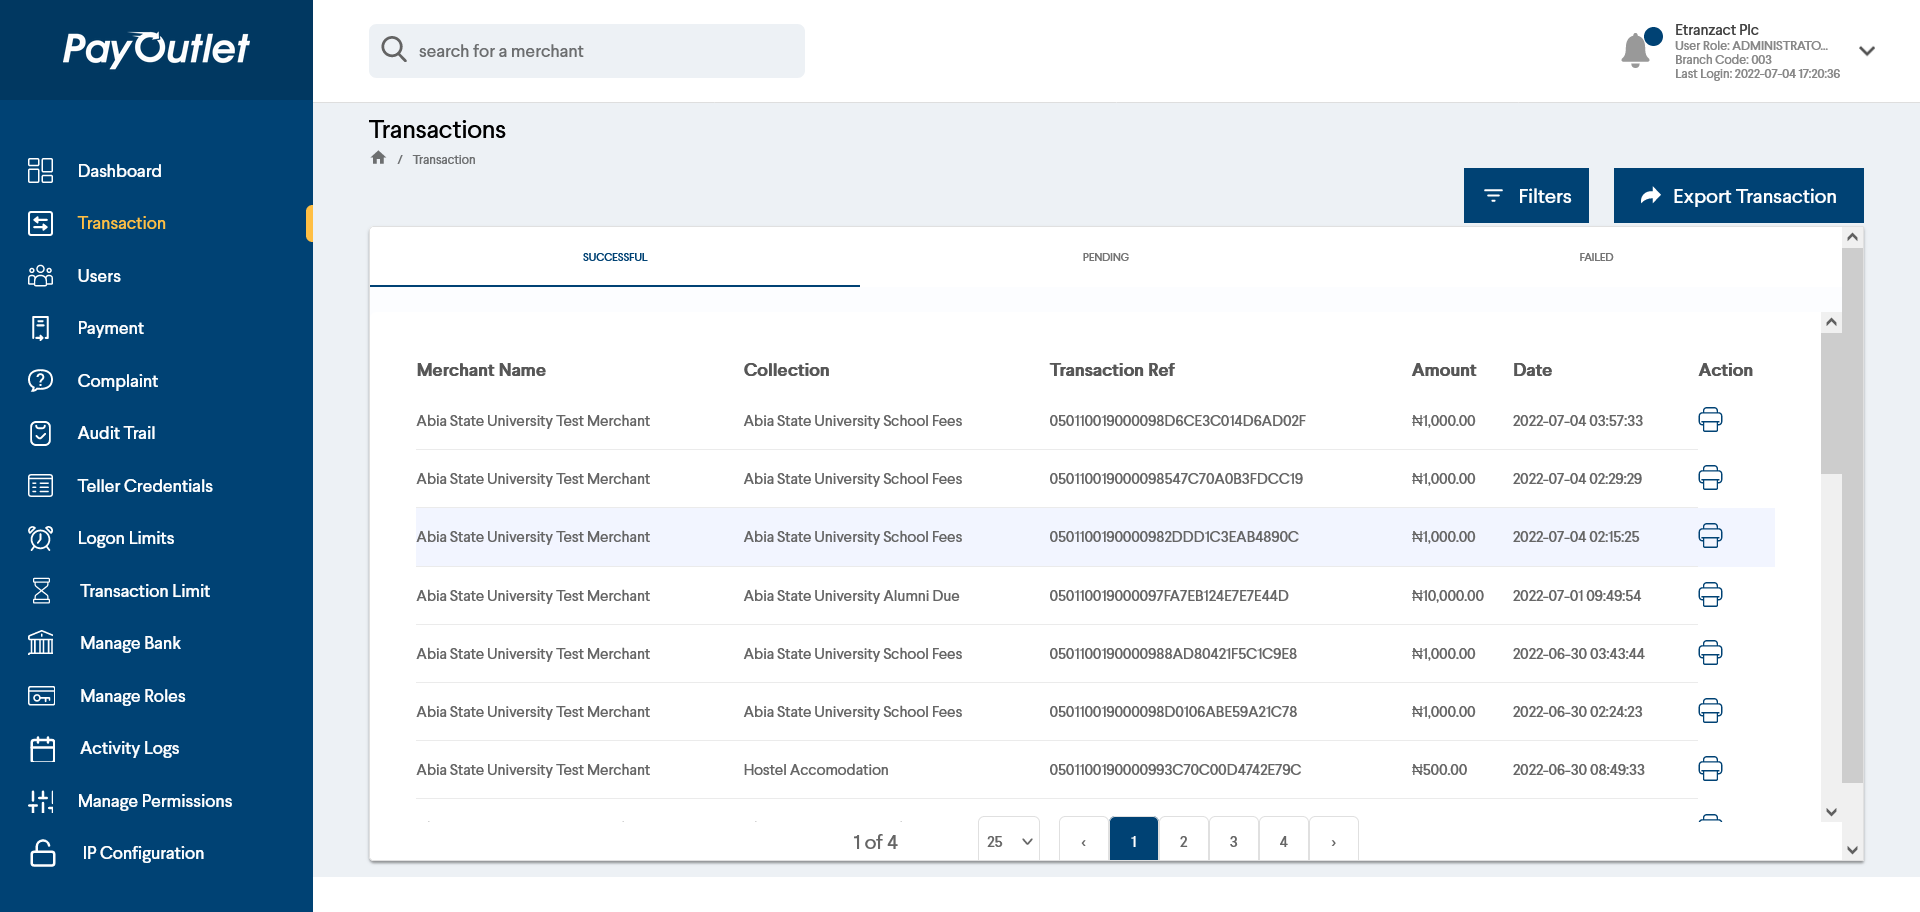 PayOutlet
search for a merchant
Etranzact Plc
User Role: ADMINISTRATO...
Branch Code: 003
Last Login: 2022-07-04 17:20:36
Dashboard
Transaction
Users
Payment
Complaint
Audit Trail
Teller Credentials
Logon Limits
Transaction Limit
Manage Bank
Manage Roles
Activity Logs
Manage Permissions
IP Configuration
Transactions
/ Transaction
Filters
Export Transaction
SUCCESSFUL PENDING FAILED
Merchant Name Collection Transaction Ref Amount Date Action
Abia State University Test Merchant Abia State University School Fees 050110019000098D6CE3C014D6AD02F ₦1,000.00 2022-07-04 03:57:33
Abia State University Test Merchant Abia State University School Fees 050110019000098547C70A0B3FDCC19 ₦1,000.00 2022-07-04 02:29:29
Abia State University Test Merchant Abia State University School Fees 0501100190000982DDD1C3EAB4890C ₦1,000.00 2022-07-04 02:15:25
Abia State University Test Merchant Abia State University Alumni Due 050110019000097FA7EB124E7E7E44D ₦10,000.00 2022-07-01 09:49:54
Abia State University Test Merchant Abia State University School Fees 0501100190000988AD80421F5C1C9E8 ₦1,000.00 2022-06-30 03:43:44
Abia State University Test Merchant Abia State University School Fees 050110019000098D0106ABE59A21C78 ₦1,000.00 2022-06-30 02:24:23
Abia State University Test Merchant Hostel Accomodation 0501100190000993C70C00D4742E79C ₦500.00 2022-06-30 08:49:33
1 of 4 25 ‹ 1 2 3 4 ›